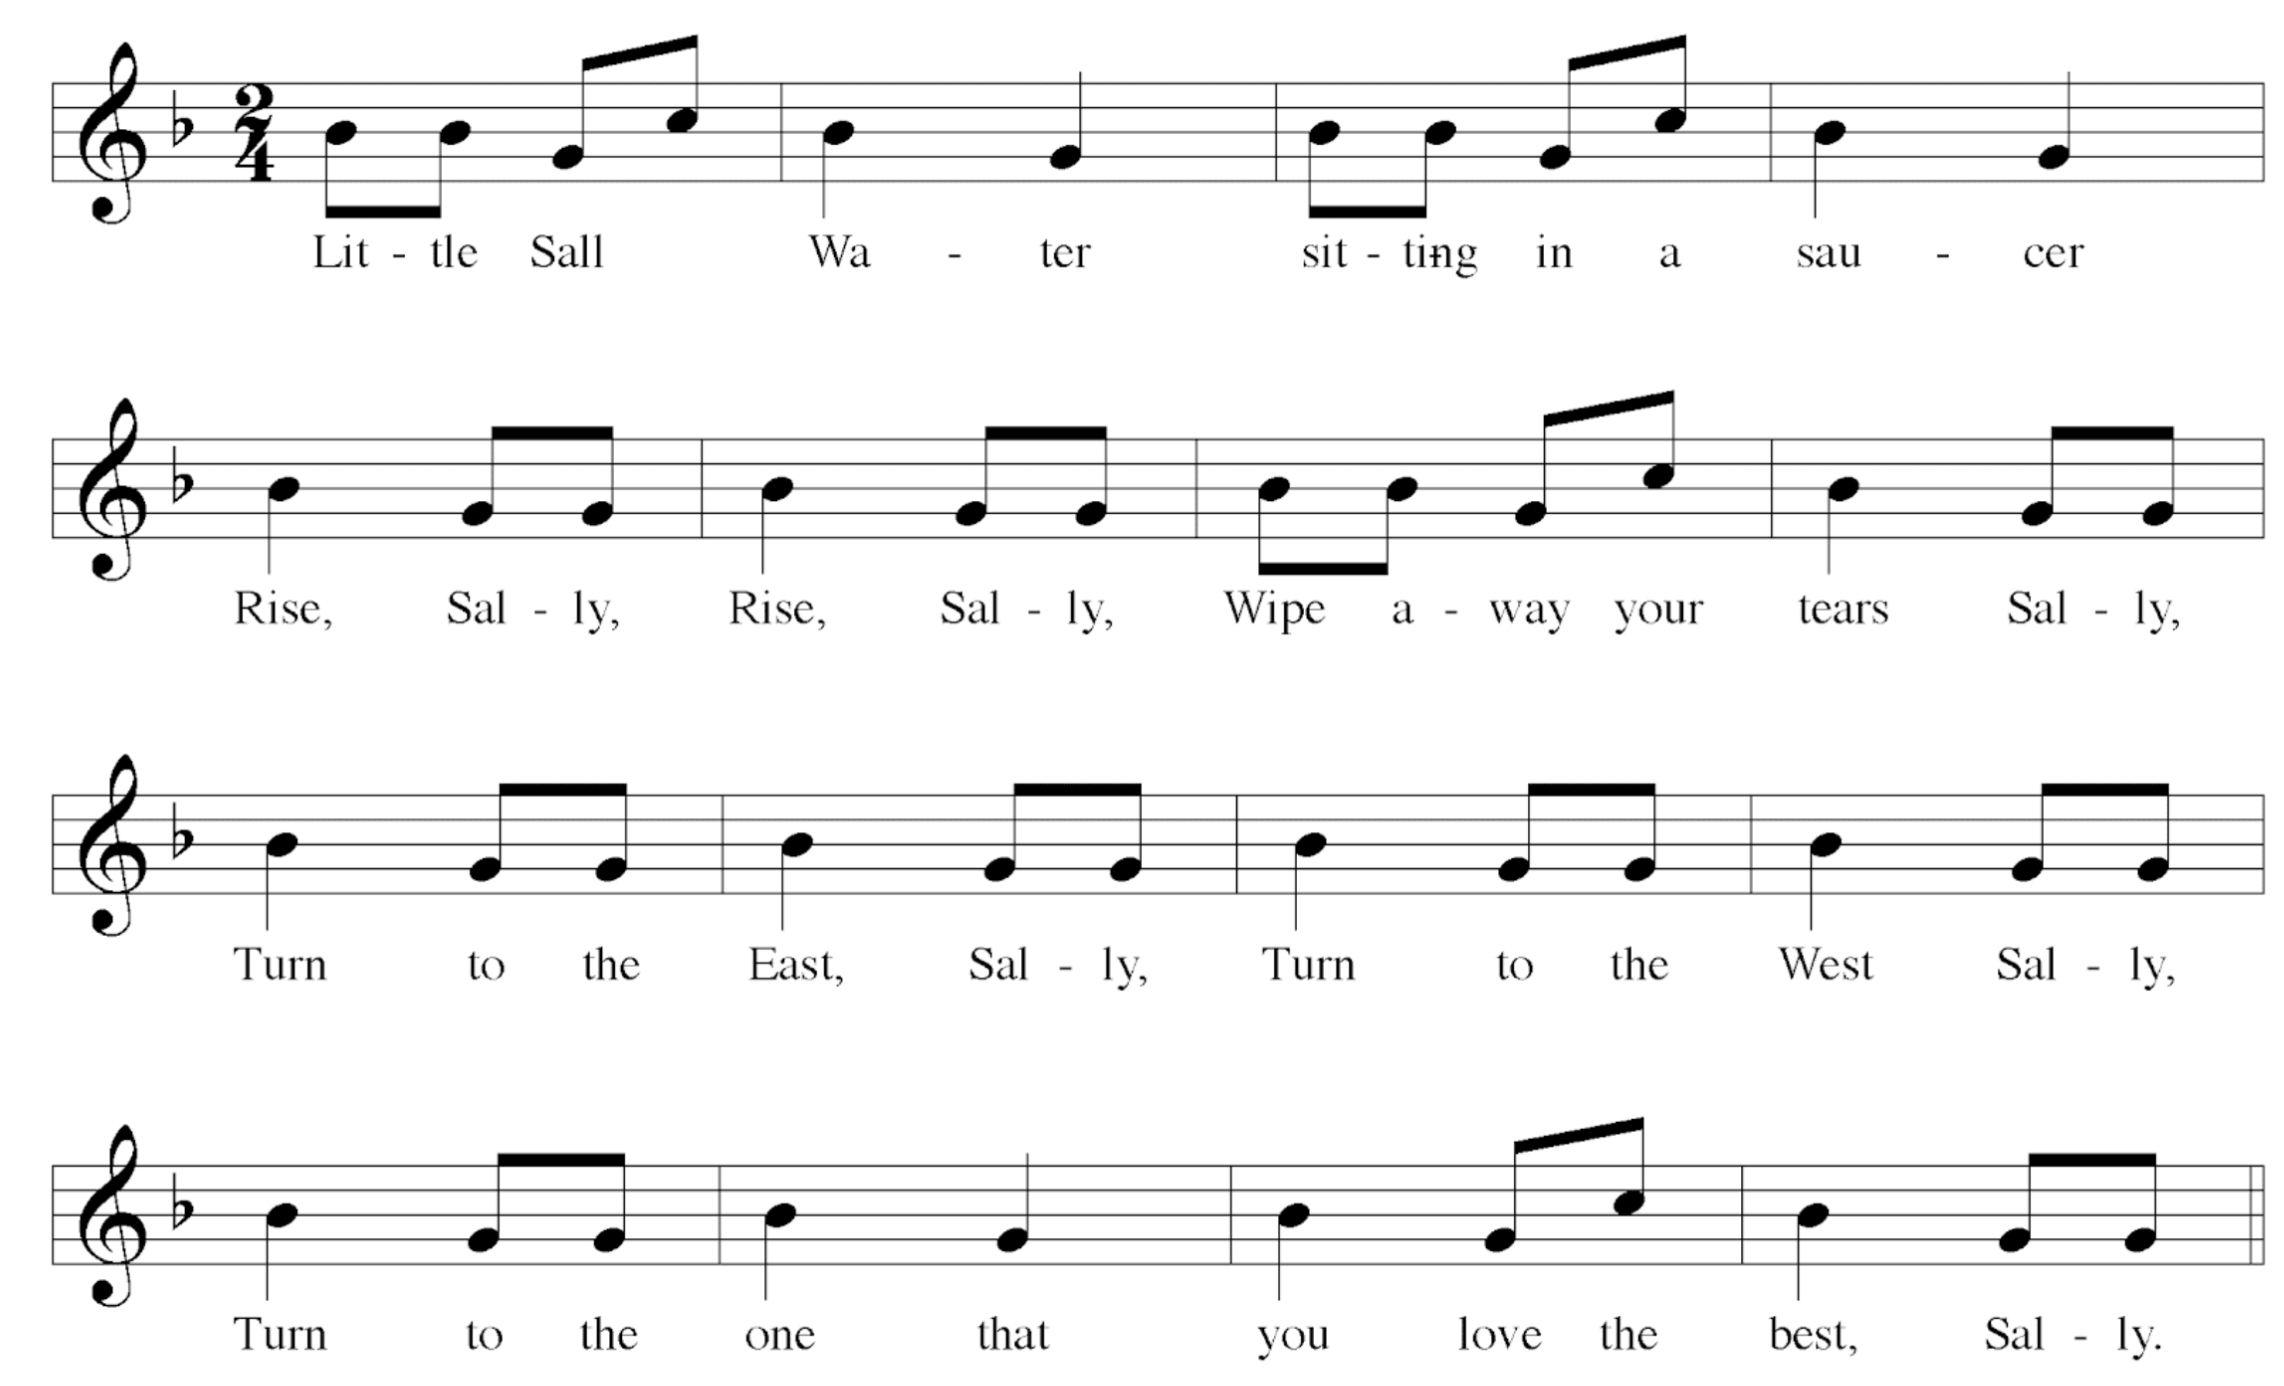 2
4
Lit - tle Sall Wa - ter sit - ting in a sau - cer
Rise, Sal - ly, Rise, Sal - ly, Wipe a - way your tears Sal - ly,
Turn to the East, Sal - ly, Turn to the West Sal - ly,
Turn to the one that you love the best, Sal - ly.